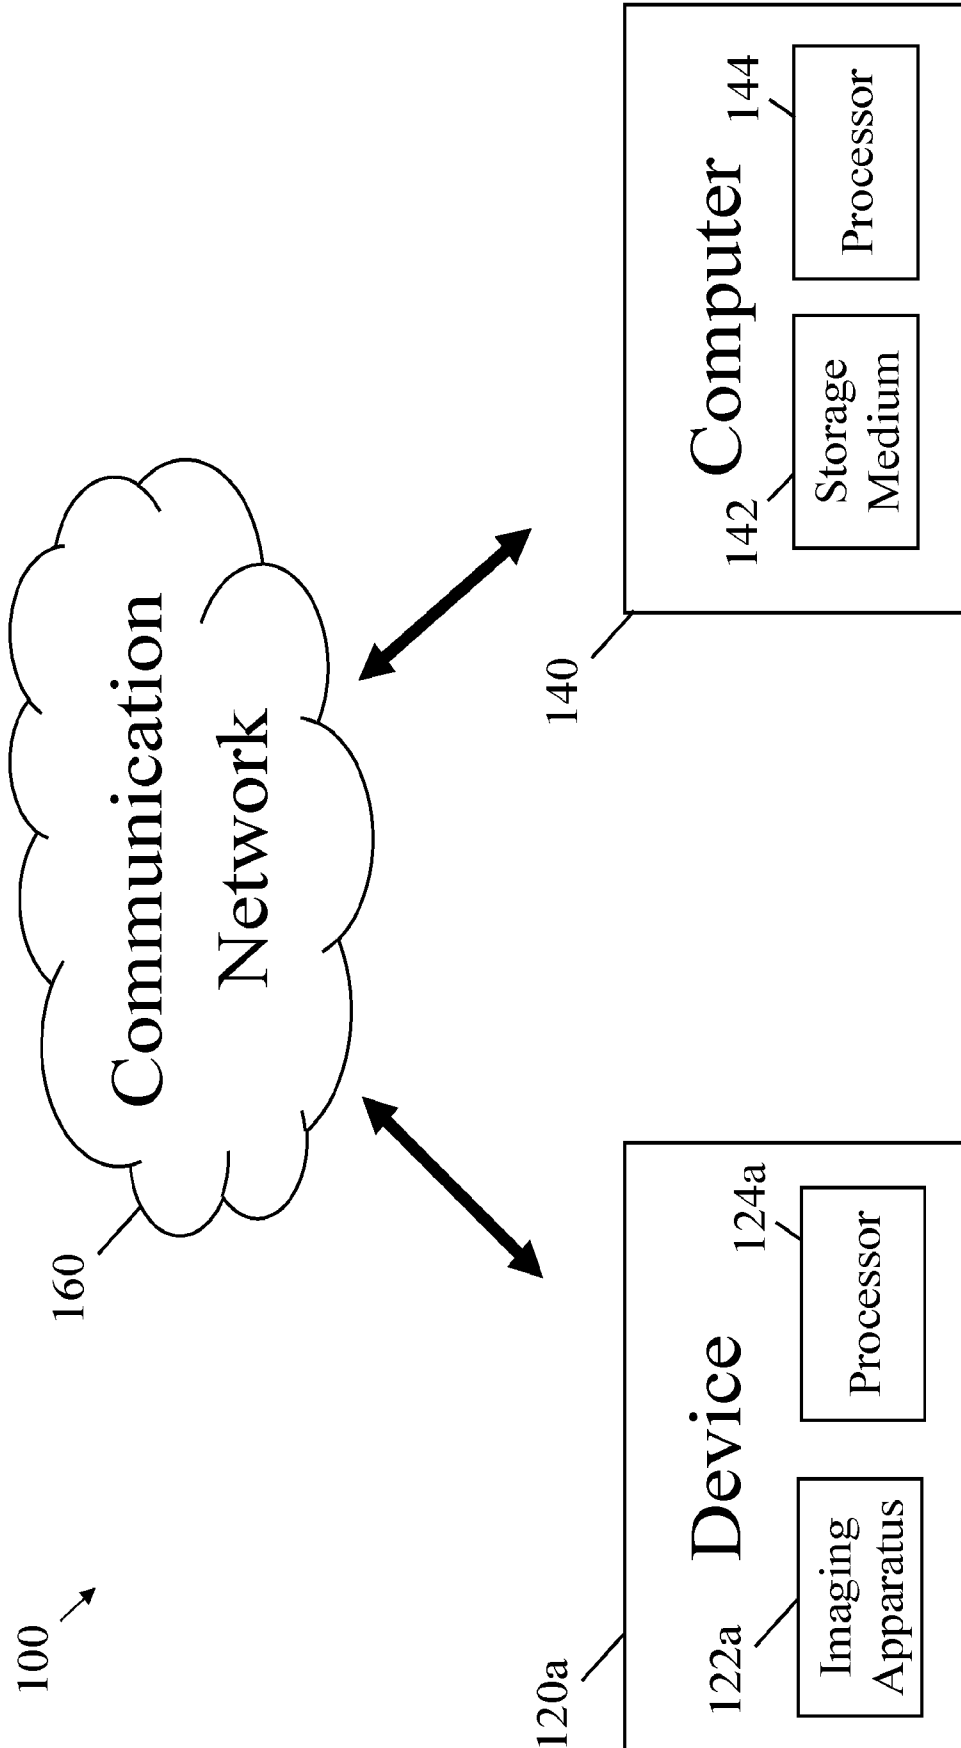 100
160
Communication
Network
120a
Device
122a
124a
Imaging
Apparatus
Processor
140
Computer
142
144
Storage
Medium
Processor